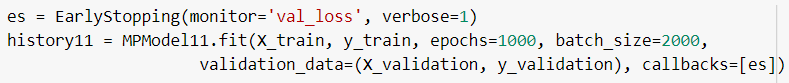 es = EarlyStopping(monitor='val_loss', verbose=1)
history11 = MPModel11.fit(X_train, y_train, epochs=1000, batch_size=2000,
validation_data=(X_validation, y_validation), callbacks=[es])